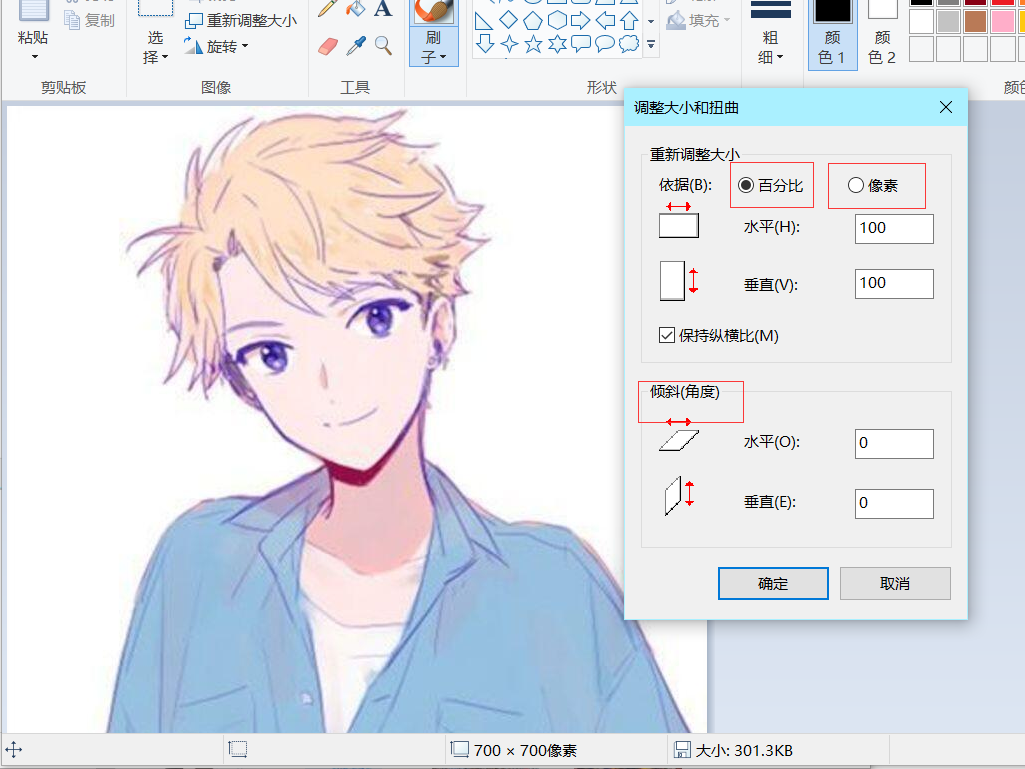 复制
粘贴
重新调整大小
选择
旋转
A
刷子
填充
粗细
颜色 1
颜色 2
剪贴板
图像
工具
形状
颜色
调整大小和扭曲
重新调整大小
依据(B):
百分比
像素
水平(H):
100
垂直(V):
100
保持纵横比(M)
倾斜(角度)
水平(O):
0
垂直(E):
0
确定
取消
700 × 700像素
大小: 301.3KB